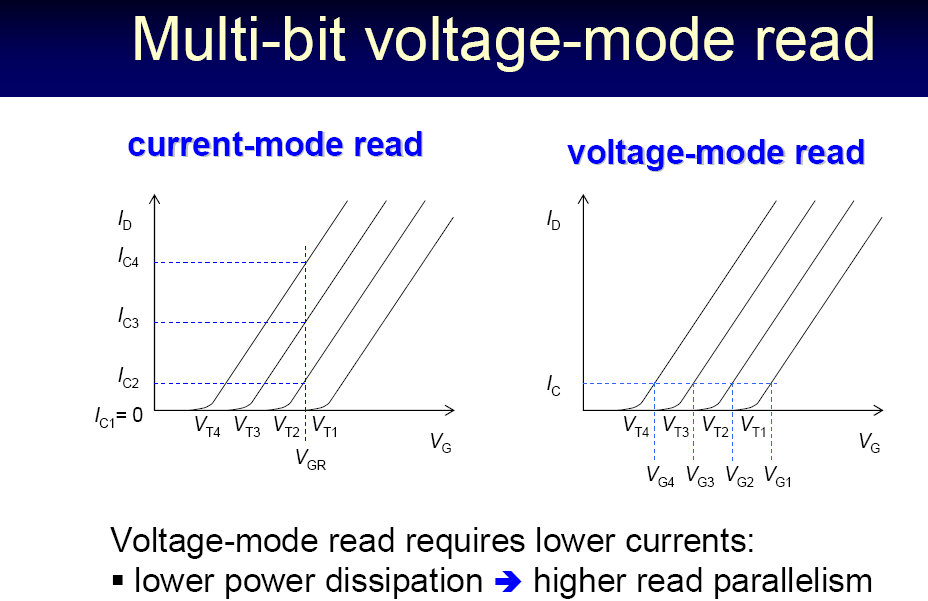 Multi-bit voltage-mode read
current-mode read
voltage-mode read
ID
IC4
IC3
IC2
IC1= 0
VT4 VT3 VT2 VT1
VG
VGR
ID
IC
VT4 VT3 VT2 VT1
VG
VG4 VG3 VG2 VG1
Voltage-mode read requires lower currents:
▪ lower power dissipation ➔ higher read parallelism